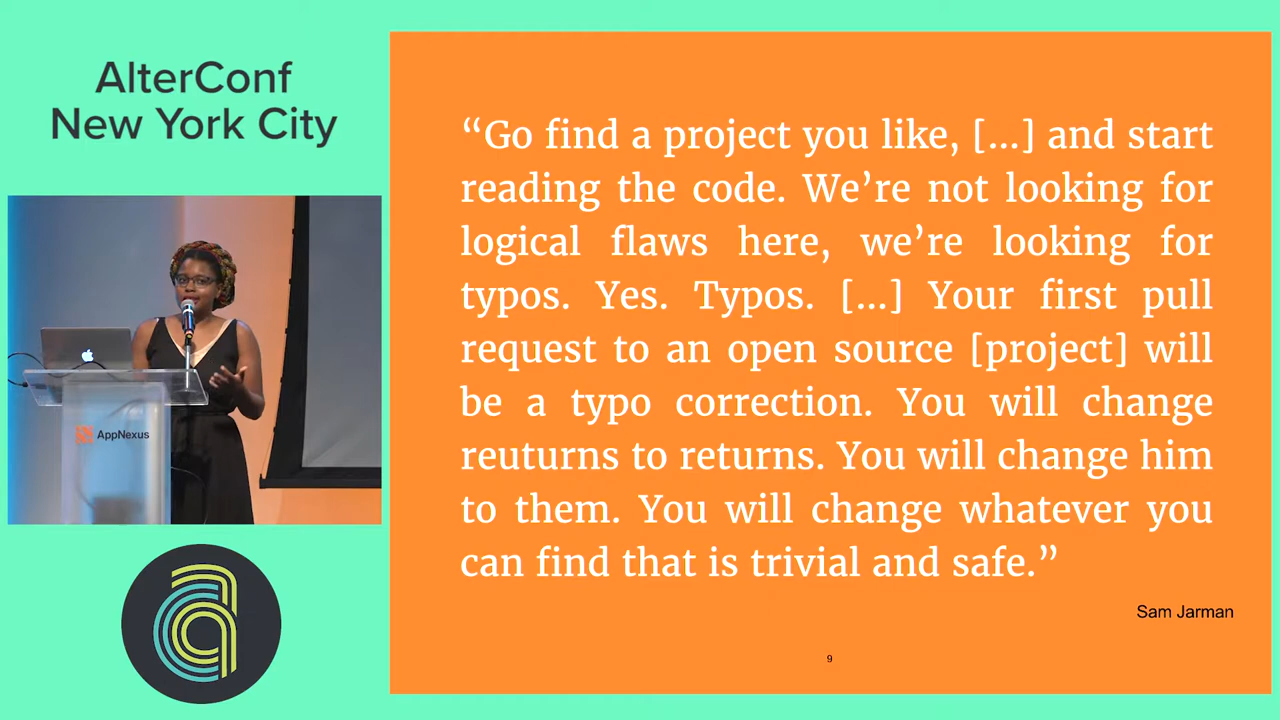 AlterConf
New York City
“Go find a project you like, [...] and start
reading the code. We’re not looking for
logical flaws here, we’re looking for
typos. Yes. Typos. [...] Your first pull
request to an open source [project] will
be a typo correction. You will change
reuturns to returns. You will change him
to them. You will change whatever you
can find that is trivial and safe.”
Sam Jarman
9
AppNexus